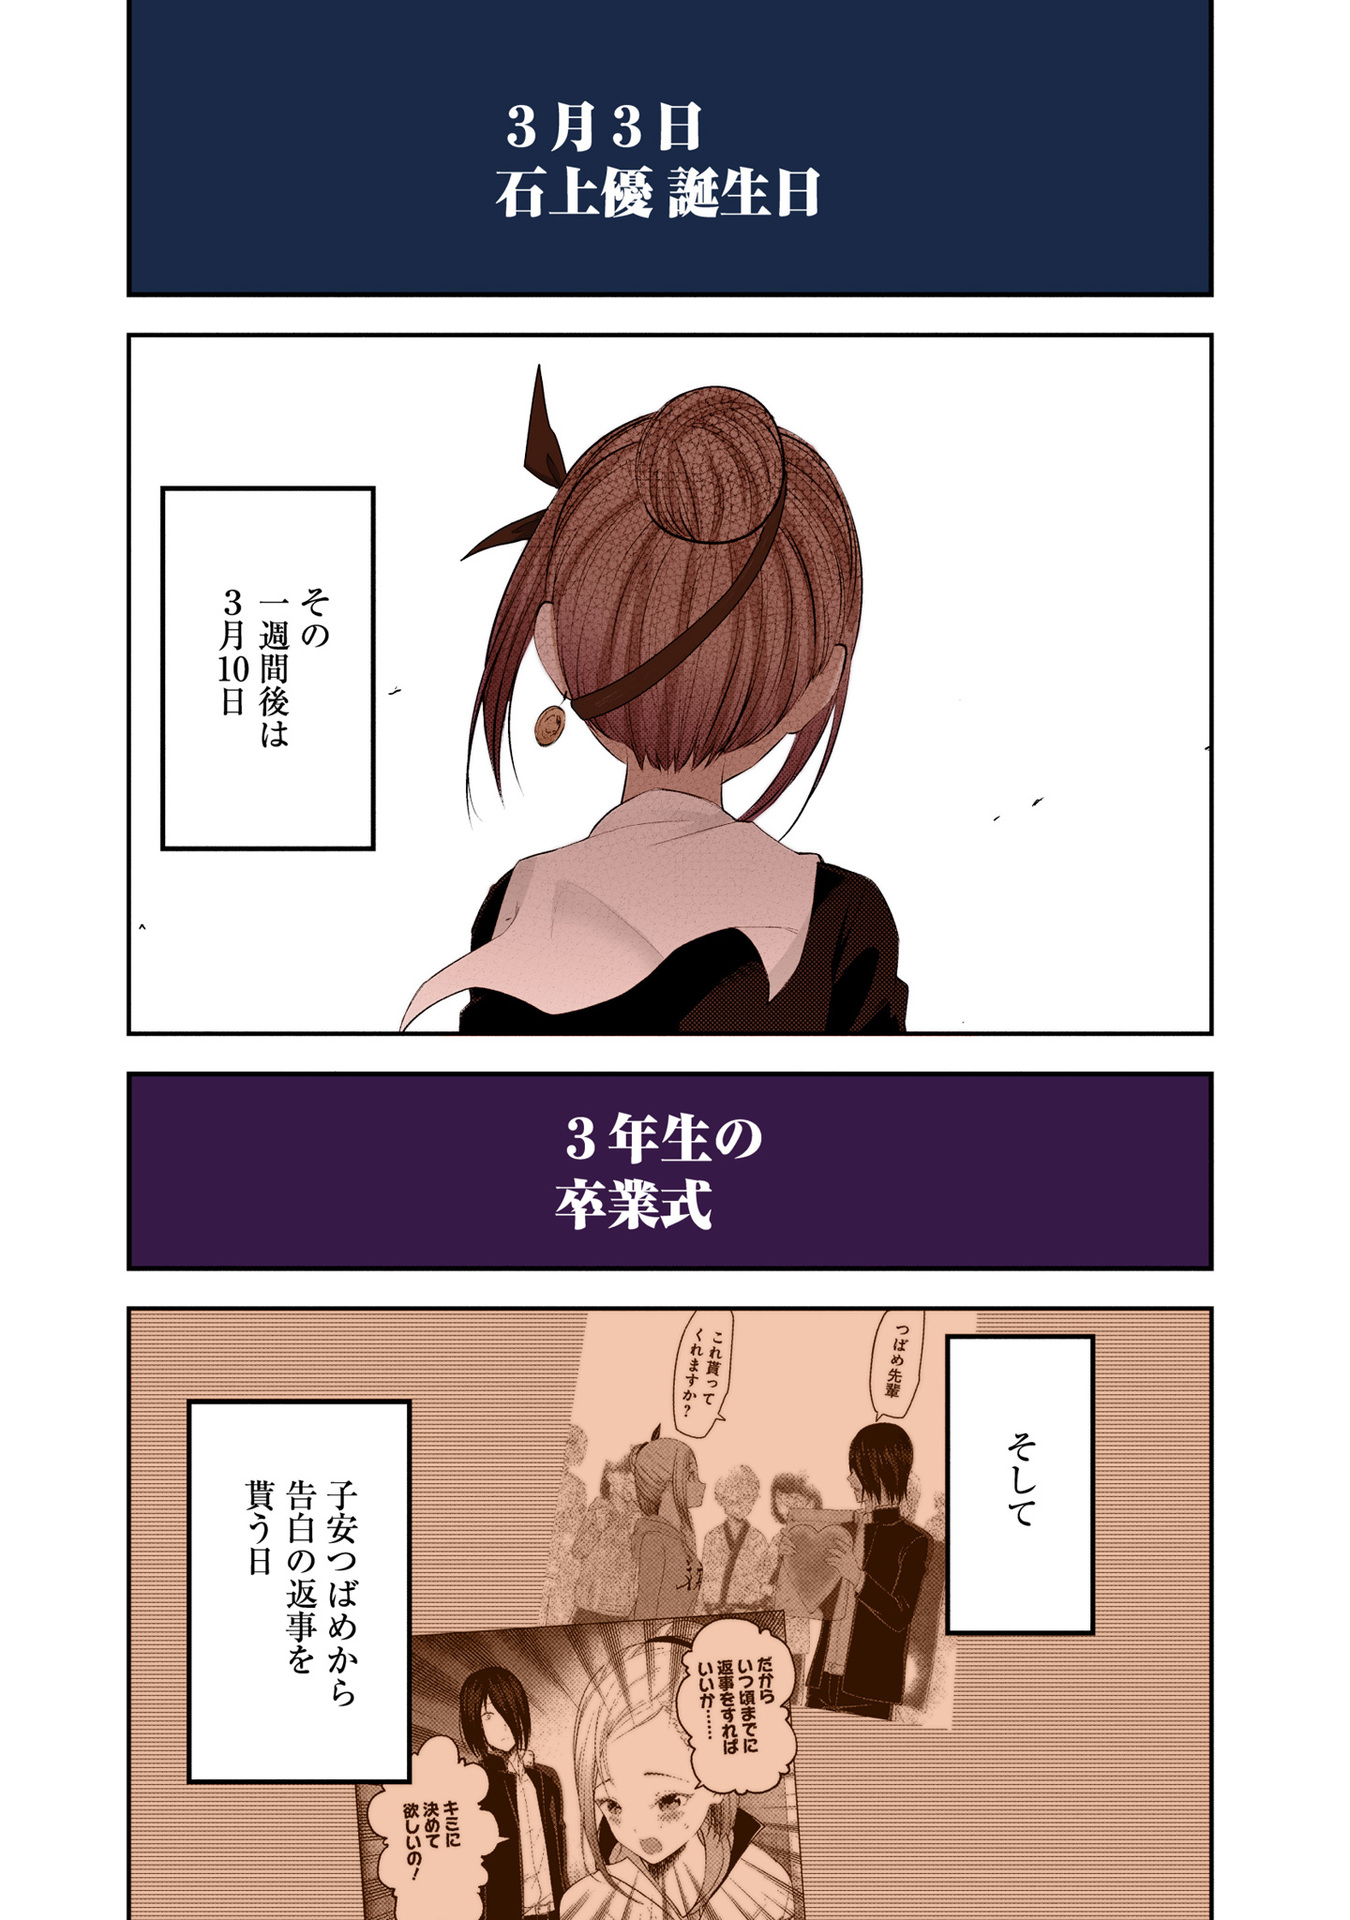 3月3日
石上優 誕生日
その
一週間後は
3月10日
3年生の
卒業式
そして
つばめ先輩
これ貰って
くれますか?
子安つばめから
告白の返事を
貰う日
だから
いつ頃までに
返事をすれば
いいか……
キミに
決めて
欲しいの!